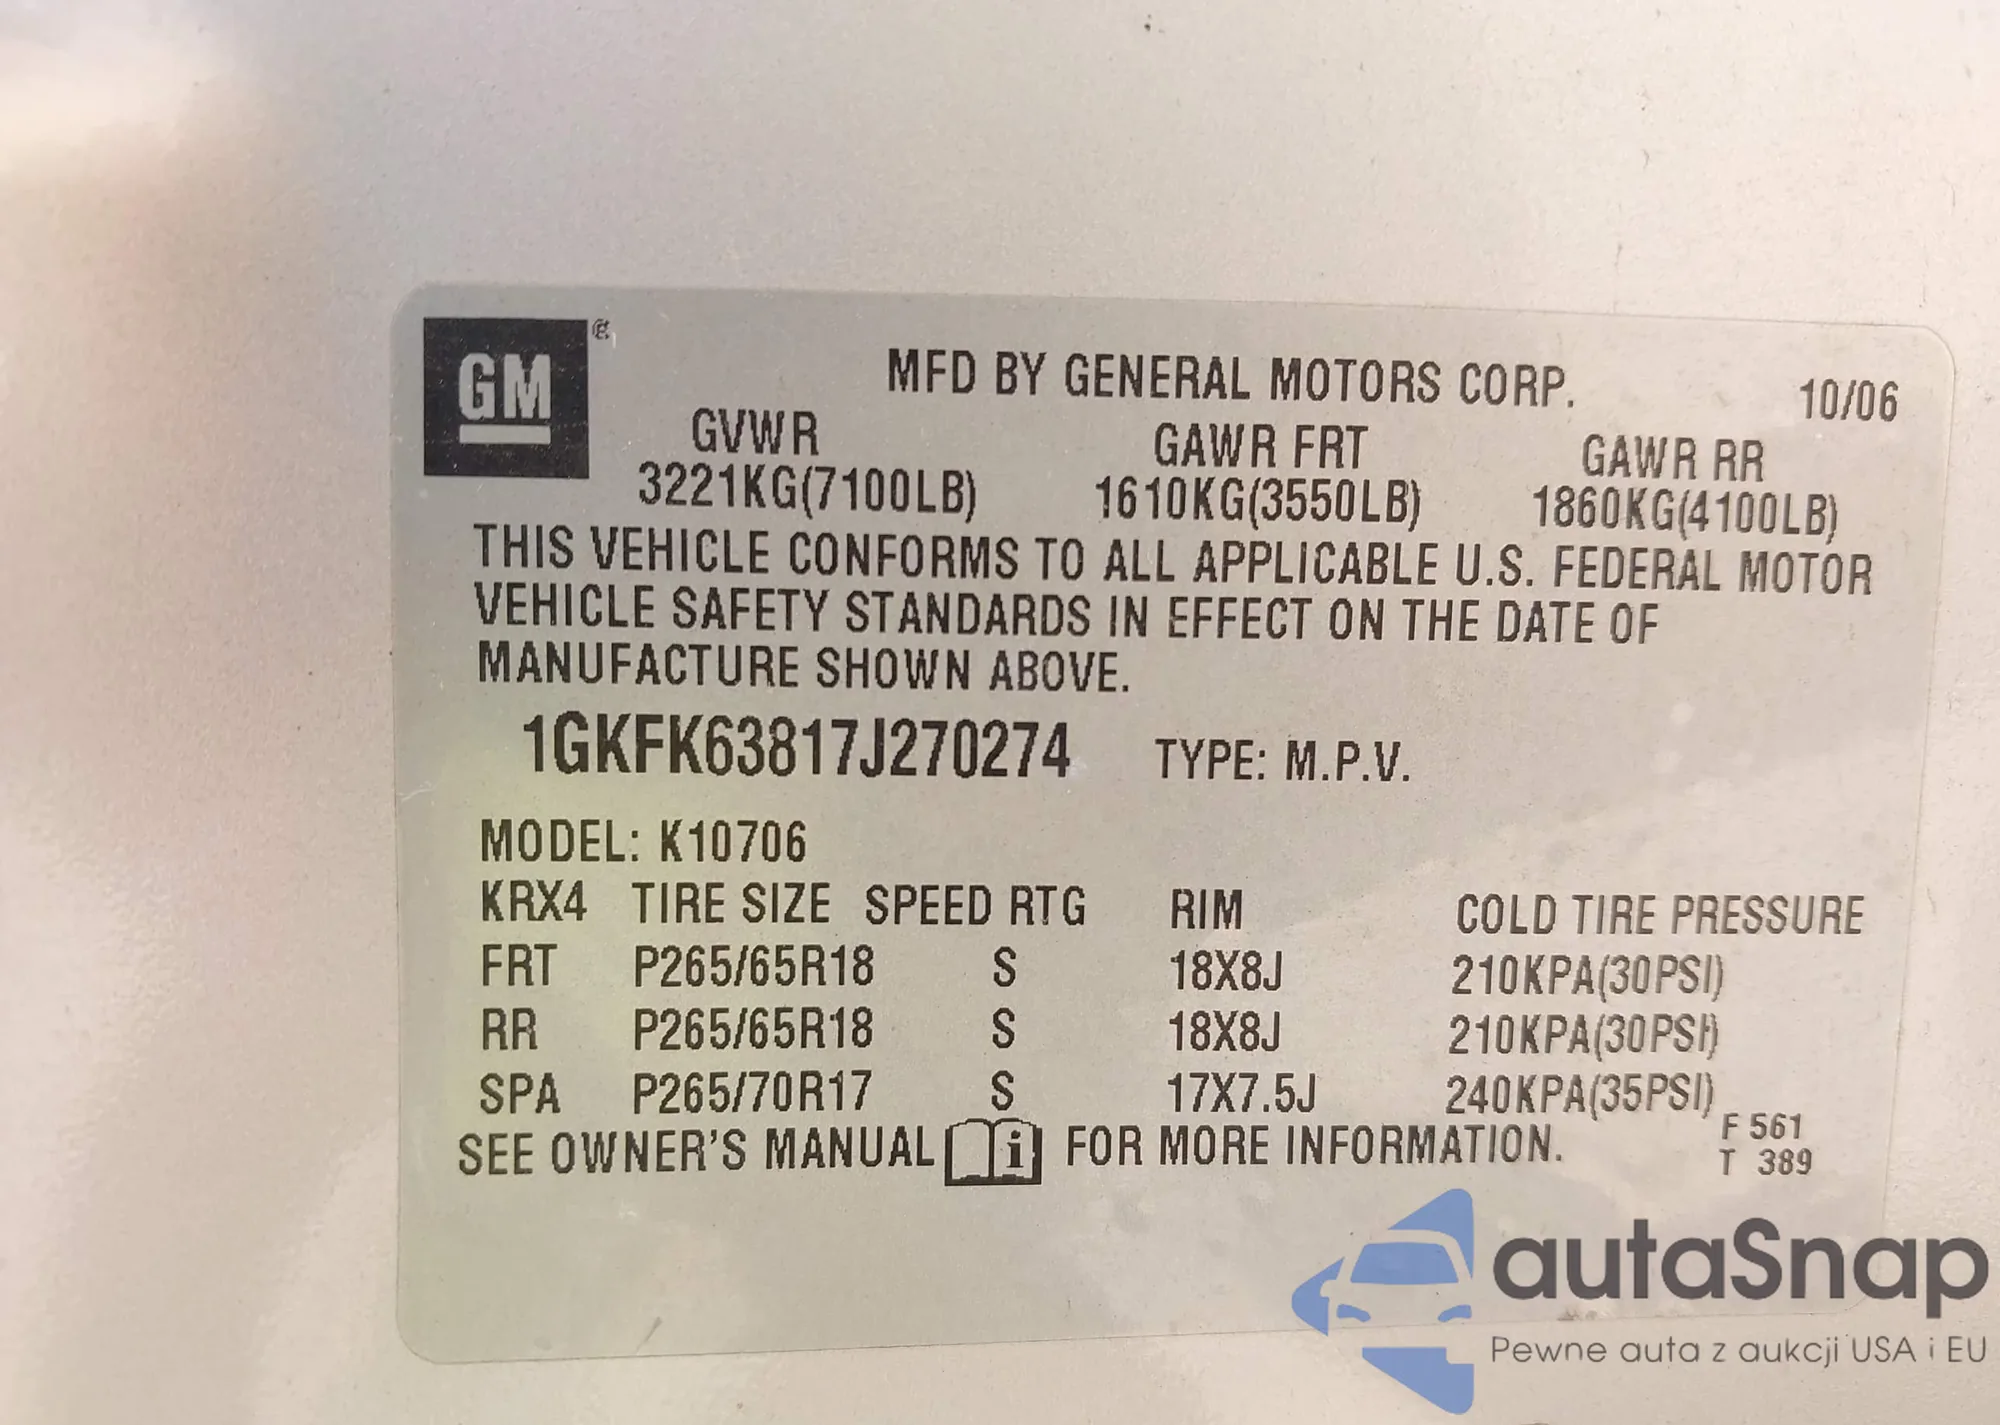 GM ®
MFD BY GENERAL MOTORS CORP. 10/06
GVWR GAWR FRT GAWR RR
3221KG(7100LB) 1610KG(3550LB) 1860KG(4100LB)
THIS VEHICLE CONFORMS TO ALL APPLICABLE U.S. FEDERAL MOTOR
VEHICLE SAFETY STANDARDS IN EFFECT ON THE DATE OF
MANUFACTURE SHOWN ABOVE.
1GKFK63817J270274 TYPE: M.P.V.
MODEL: K10706
KRX4 TIRE SIZE SPEED RTG RIM COLD TIRE PRESSURE
FRT P265/65R18 S 18X8J 210KPA(30PSI)
RR P265/65R18 S 18X8J 210KPA(30PSI)
SPA P265/70R17 S 17X7.5J 240KPA(35PSI)
SEE OWNER'S MANUAL i FOR MORE INFORMATION.
F 561
T 389
autaSnap
Pewne auta z aukcji USA i EU